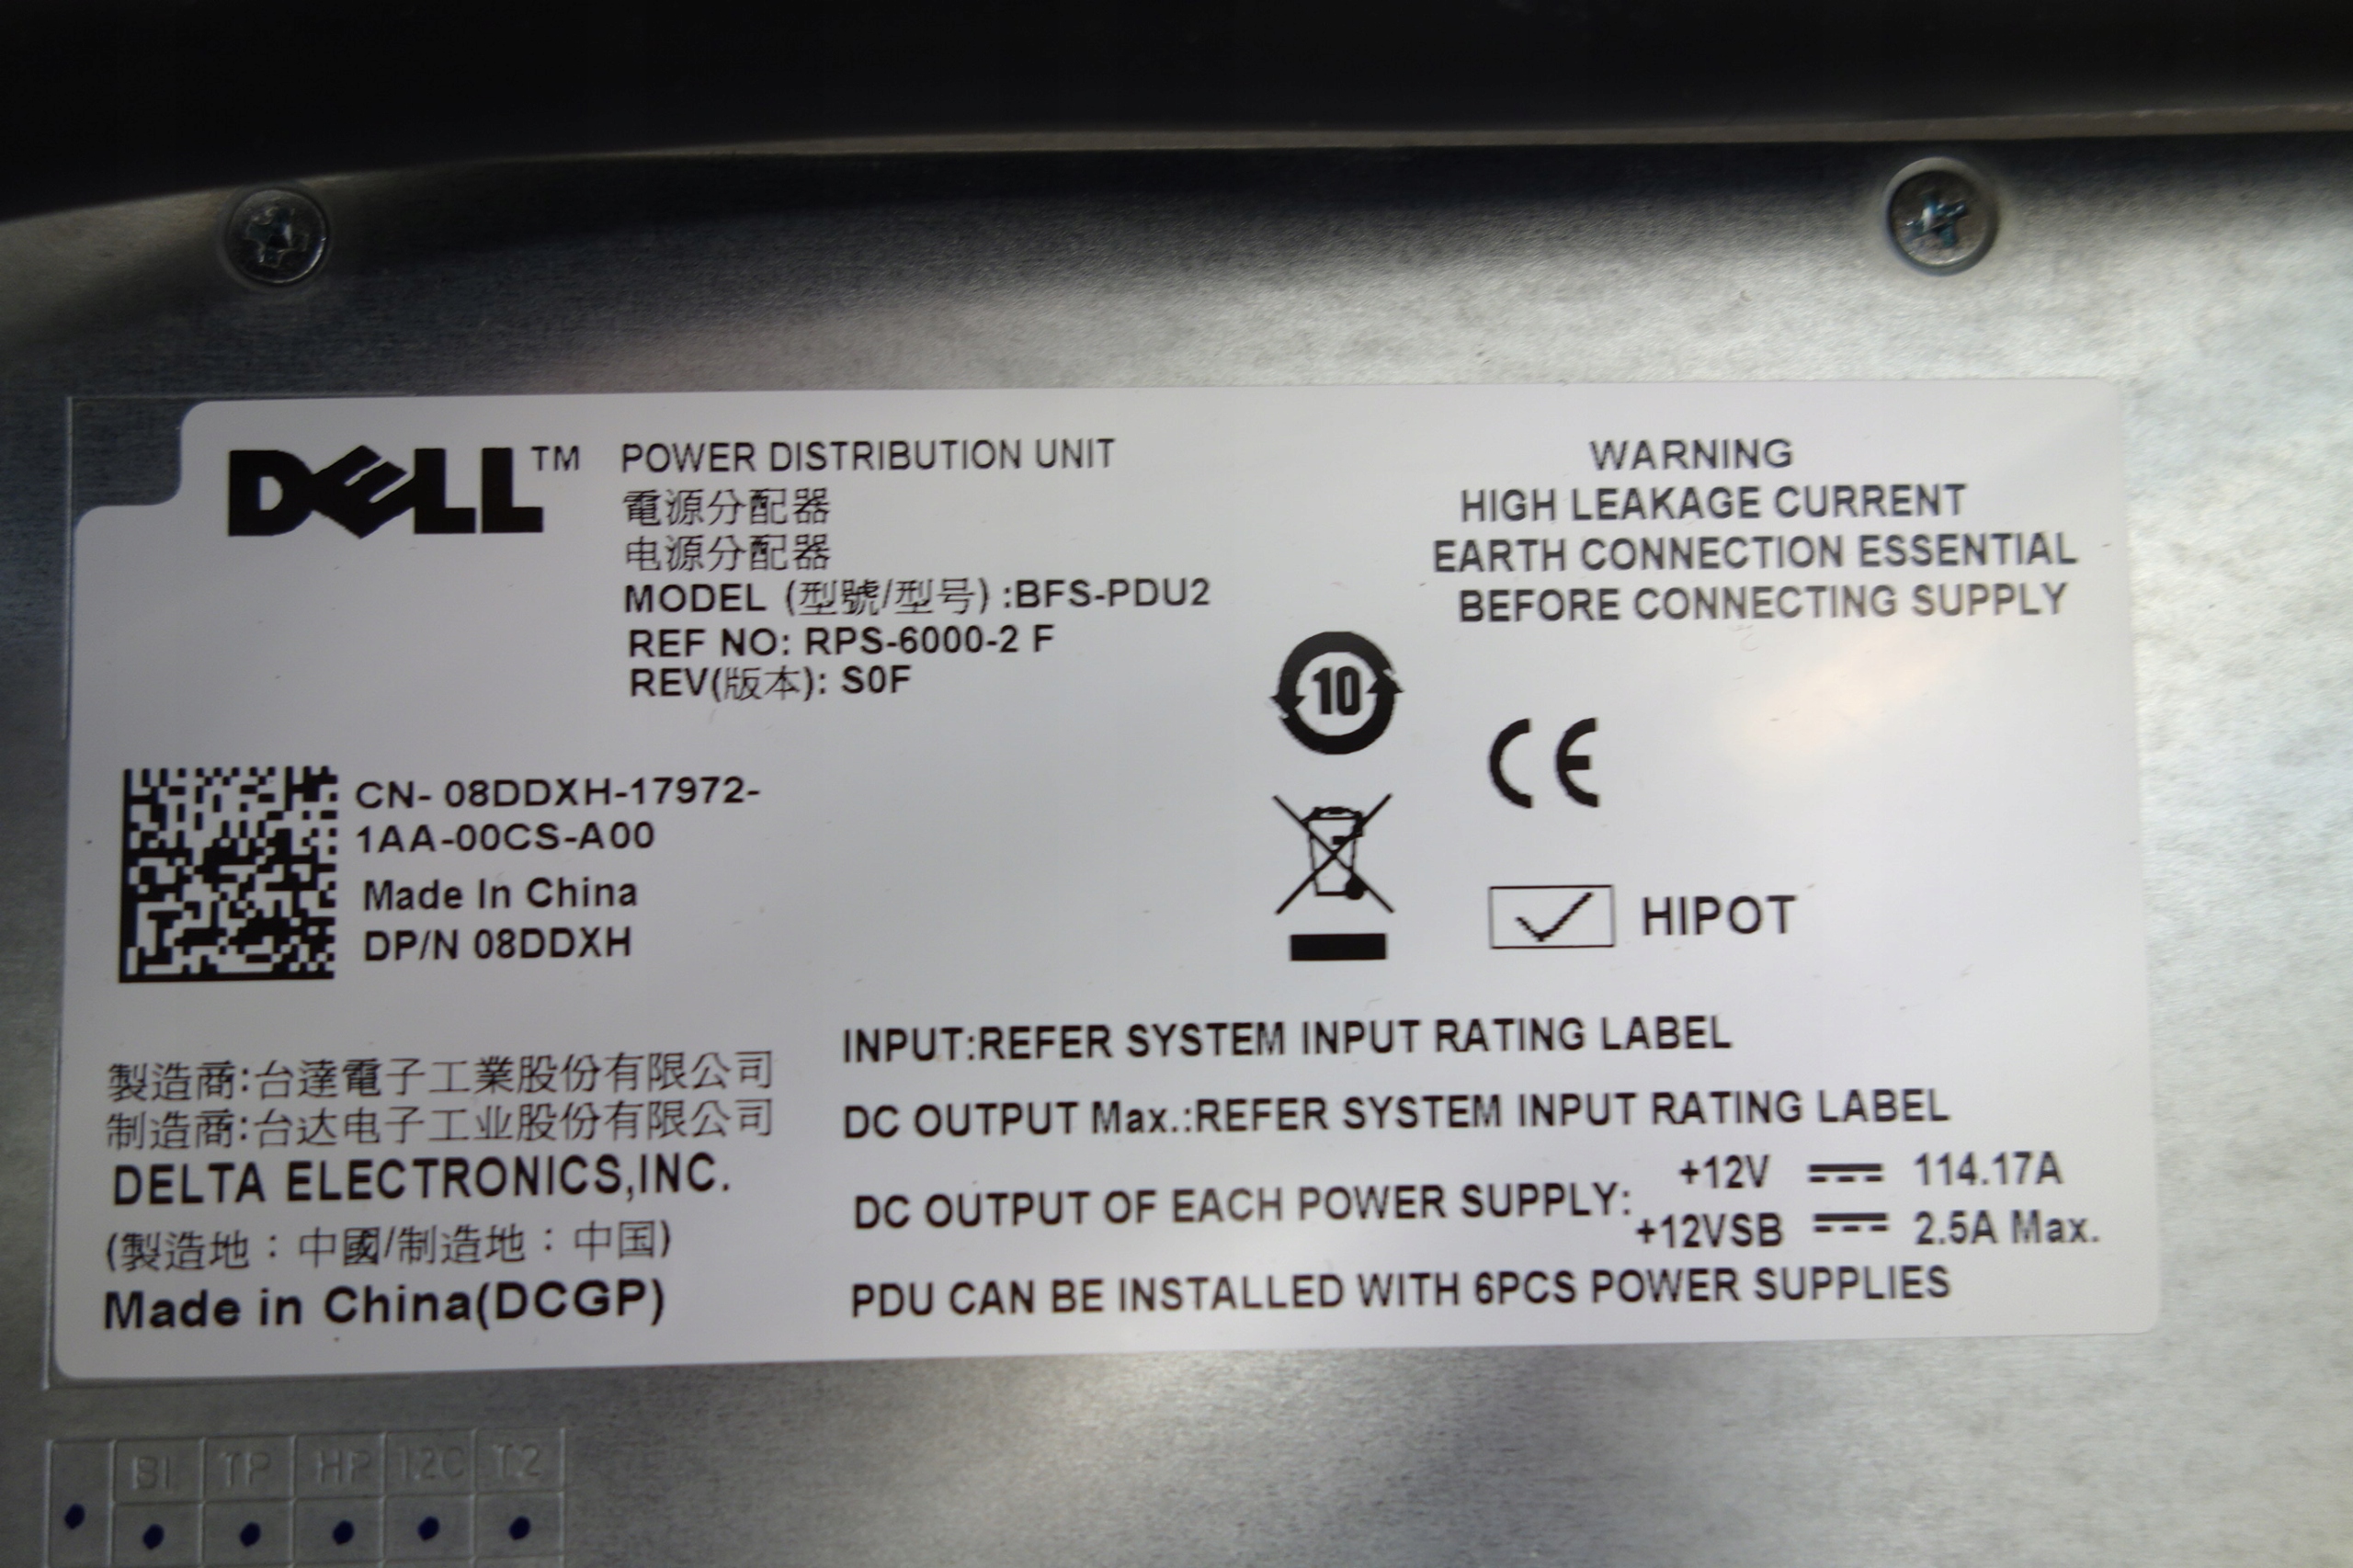 DELL™
POWER DISTRIBUTION UNIT
電源分配器
电源分配器
MODEL (型號/型号) :BFS-PDU2
REF NO: RPS-6000-2 F
REV(版本): S0F
WARNING
HIGH LEAKAGE CURRENT
EARTH CONNECTION ESSENTIAL
BEFORE CONNECTING SUPPLY
10
CE
HIPOT
CN- 08DDXH-17972-
1AA-00CS-A00
Made In China
DP/N 08DDXH
製造商:台達電子工業股份有限公司
制造商:台达电子工业股份有限公司
DELTA ELECTRONICS,INC.
(製造地：中國/制造地：中国)
Made in China(DCGP)
INPUT:REFER SYSTEM INPUT RATING LABEL
DC OUTPUT Max.:REFER SYSTEM INPUT RATING LABEL
DC OUTPUT OF EACH POWER SUPPLY: +12V ⎓ 114.17A
+12VSB ⎓ 2.5A Max.
PDU CAN BE INSTALLED WITH 6PCS POWER SUPPLIES
TP HP I2C T2